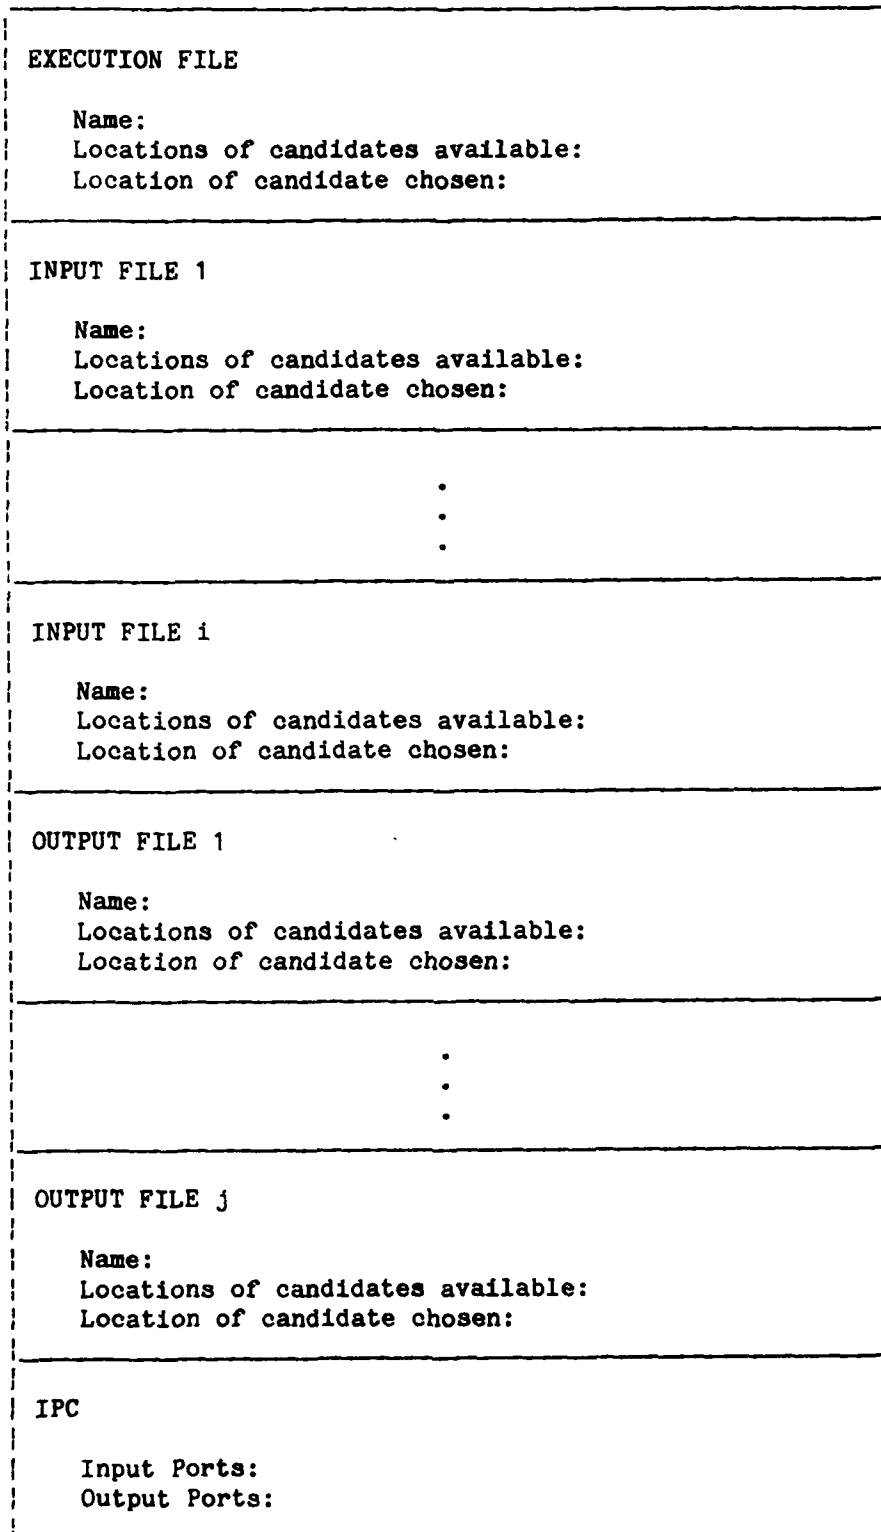 EXECUTION FILE
Name:
Locations of candidates available:
Location of candidate chosen:
INPUT FILE 1
Name:
Locations of candidates available:
Location of candidate chosen:
.
.
.
INPUT FILE i
Name:
Locations of candidates available:
Location of candidate chosen:
OUTPUT FILE 1
Name:
Locations of candidates available:
Location of candidate chosen:
.
.
.
OUTPUT FILE j
Name:
Locations of candidates available:
Location of candidate chosen:
IPC
Input Ports:
Output Ports: